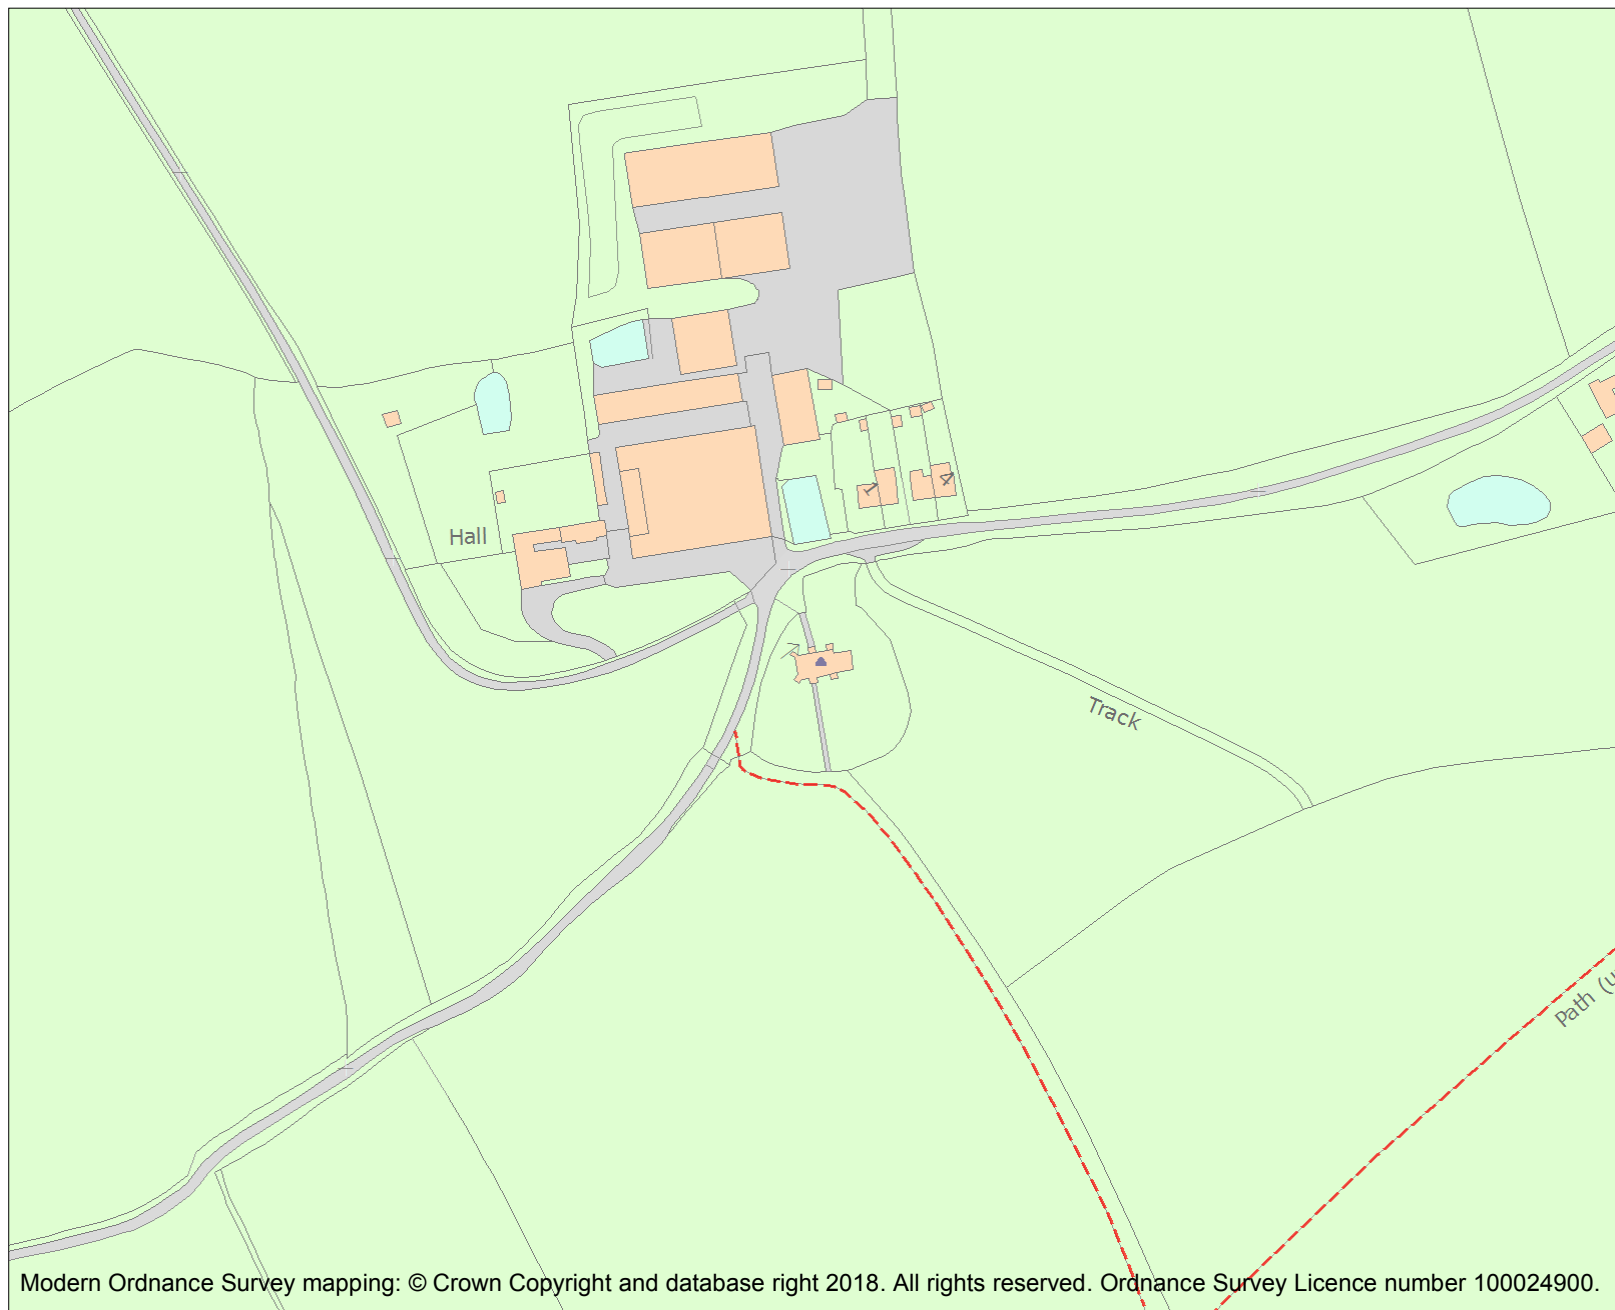 1
4
Hall
Track
Path
Modern Ordnance Survey mapping: © Crown Copyright and database right 2018. All rights reserved. Ordnance Survey Licence number 100024900.